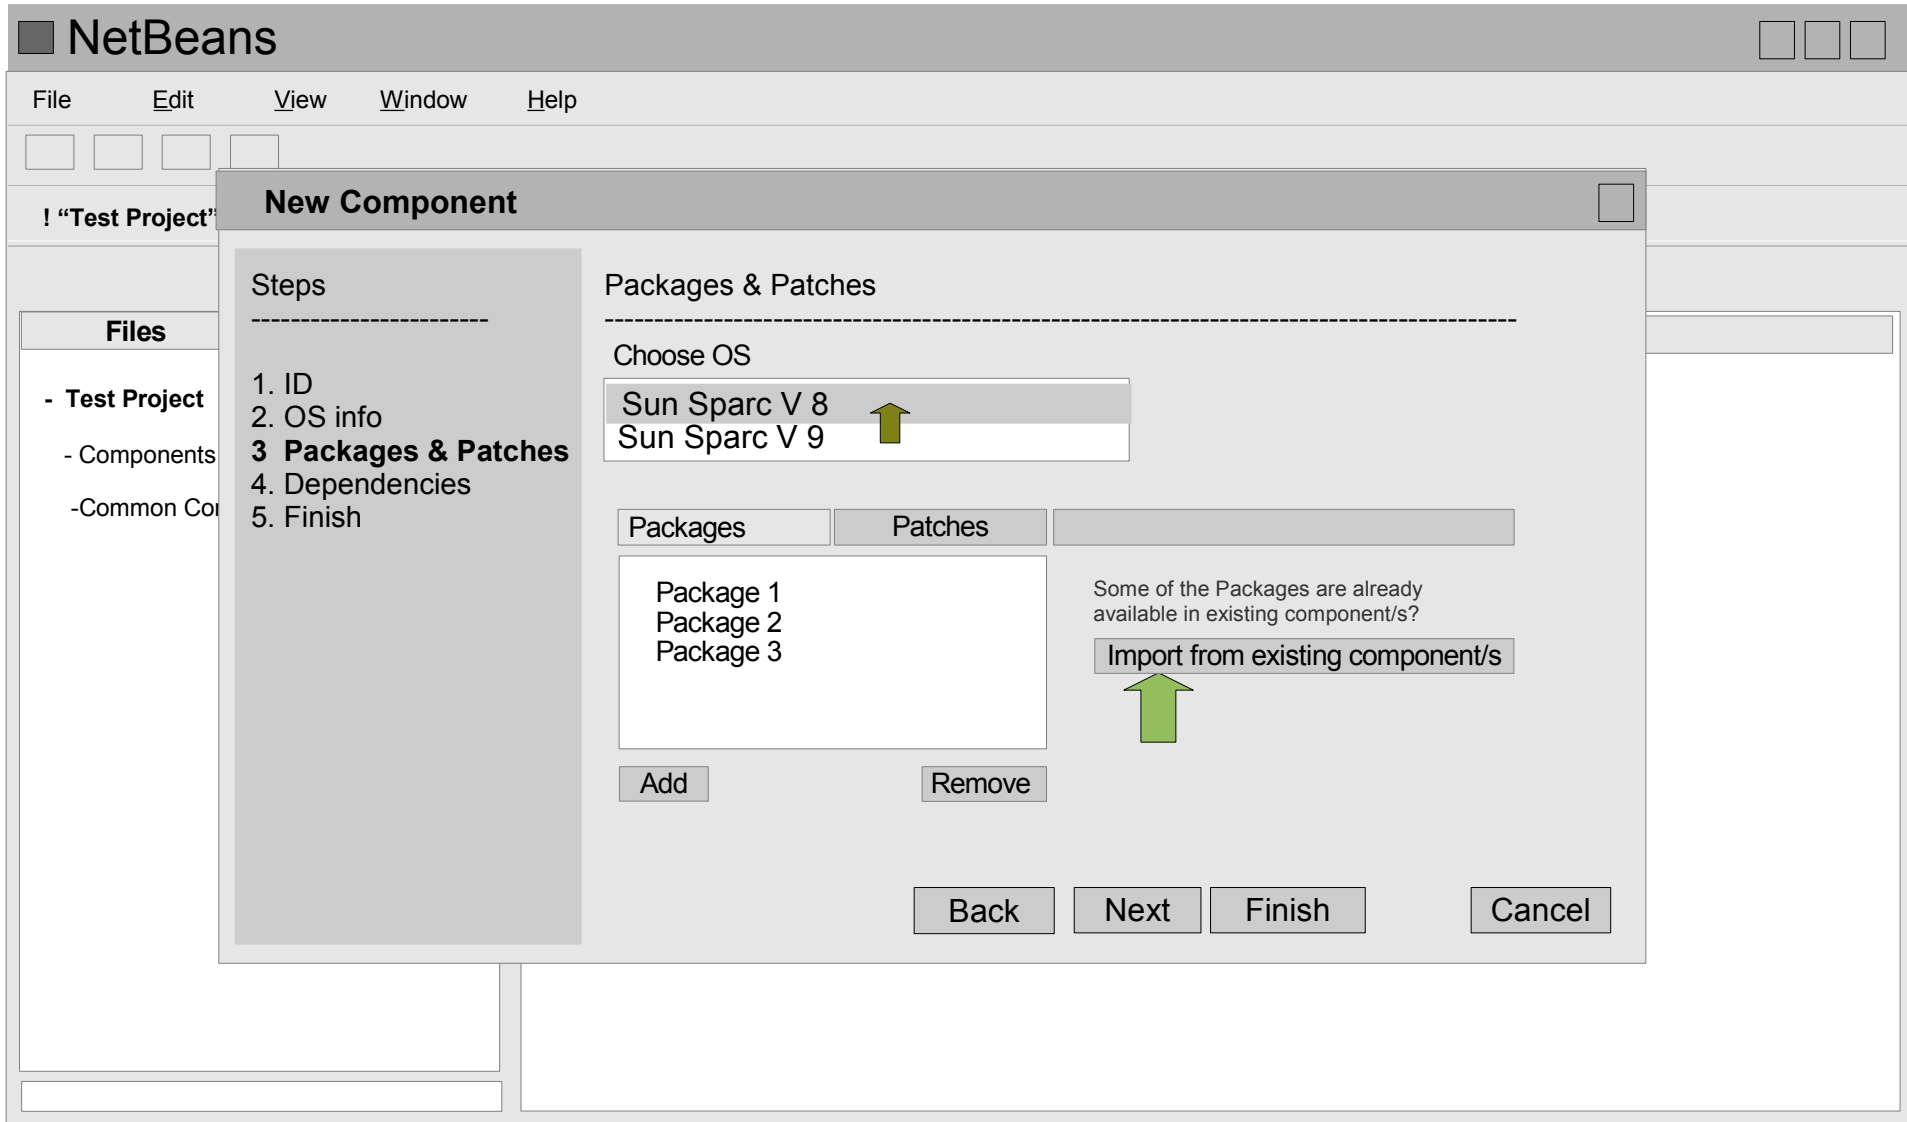 NetBeans
File Edit View Window Help
! “Test Project”
New Component
Files
- Test Project
- Components
-Common
Steps
------------------------
1. ID
2. OS info
3 Packages & Patches
4. Dependencies
5. Finish
Packages & Patches
--------------------------------------------------------------------------------------------
Choose OS
Sun Sparc V 8
Sun Sparc V 9
Packages Patches
Package 1
Package 2
Package 3
Some of the Packages are already
available in existing component/s?
Import from existing component/s
Add Remove
Back Next Finish Cancel